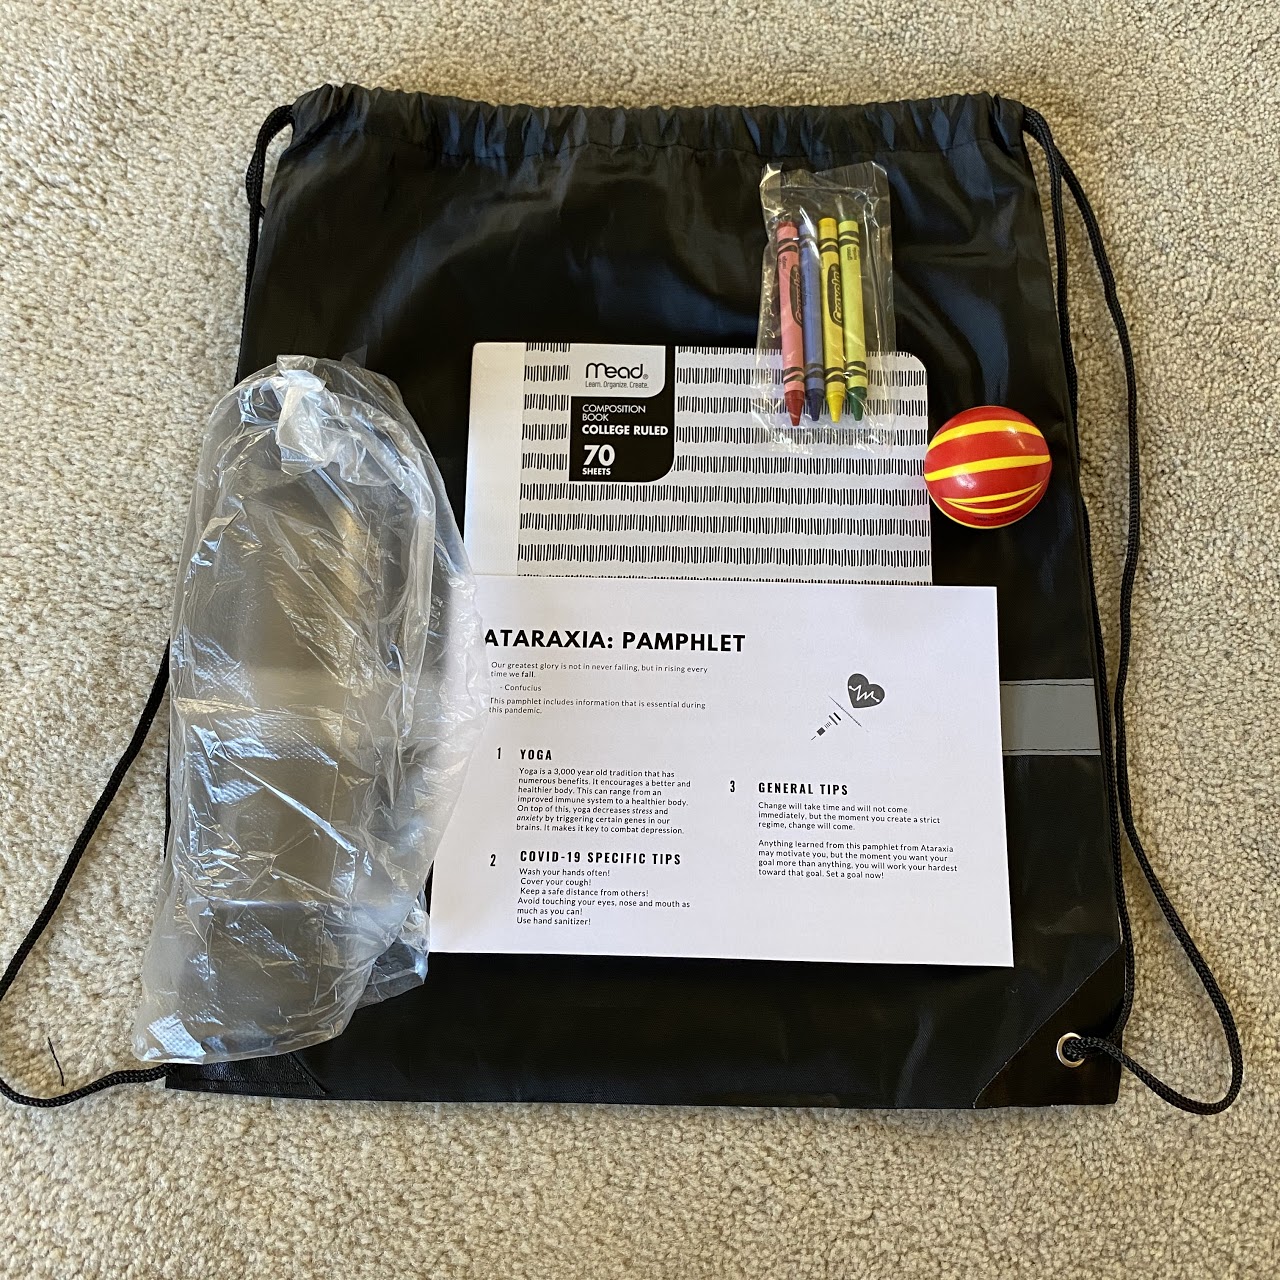 Mead®
Learn. Organize. Create.
COMPOSITION
BOOK
COLLEGE RULED
70
SHEETS
Crayola
ATARAXIA: PAMPHLET
Our greatest glory is not in never falling, but in rising every
time we fall.
- Confucius
This pamphlet includes information that is essential during
this pandemic.
1 YOGA
Yoga is a 3,000 year old tradition that has
numerous benefits. It encourages a better and
healthier body. This can range from an
improved immune system to a healthier body.
On top of this, yoga decreases stress and
anxiety by triggering certain genes in our
brains. It makes it key to combat depression.
2 COVID-19 SPECIFIC TIPS
Wash your hands often!
Cover your cough!
Keep a safe distance from others!
Avoid touching your eyes, nose and mouth as
much as you can!
Use hand sanitizer!
3 GENERAL TIPS
Change will take time and will not come
immediately, but the moment you create a strict
regime, change will come.
Anything learned from this pamphlet from Ataraxia
may motivate you, but the moment you want your
goal more than anything, you will work your hardest
toward that goal. Set a goal now!